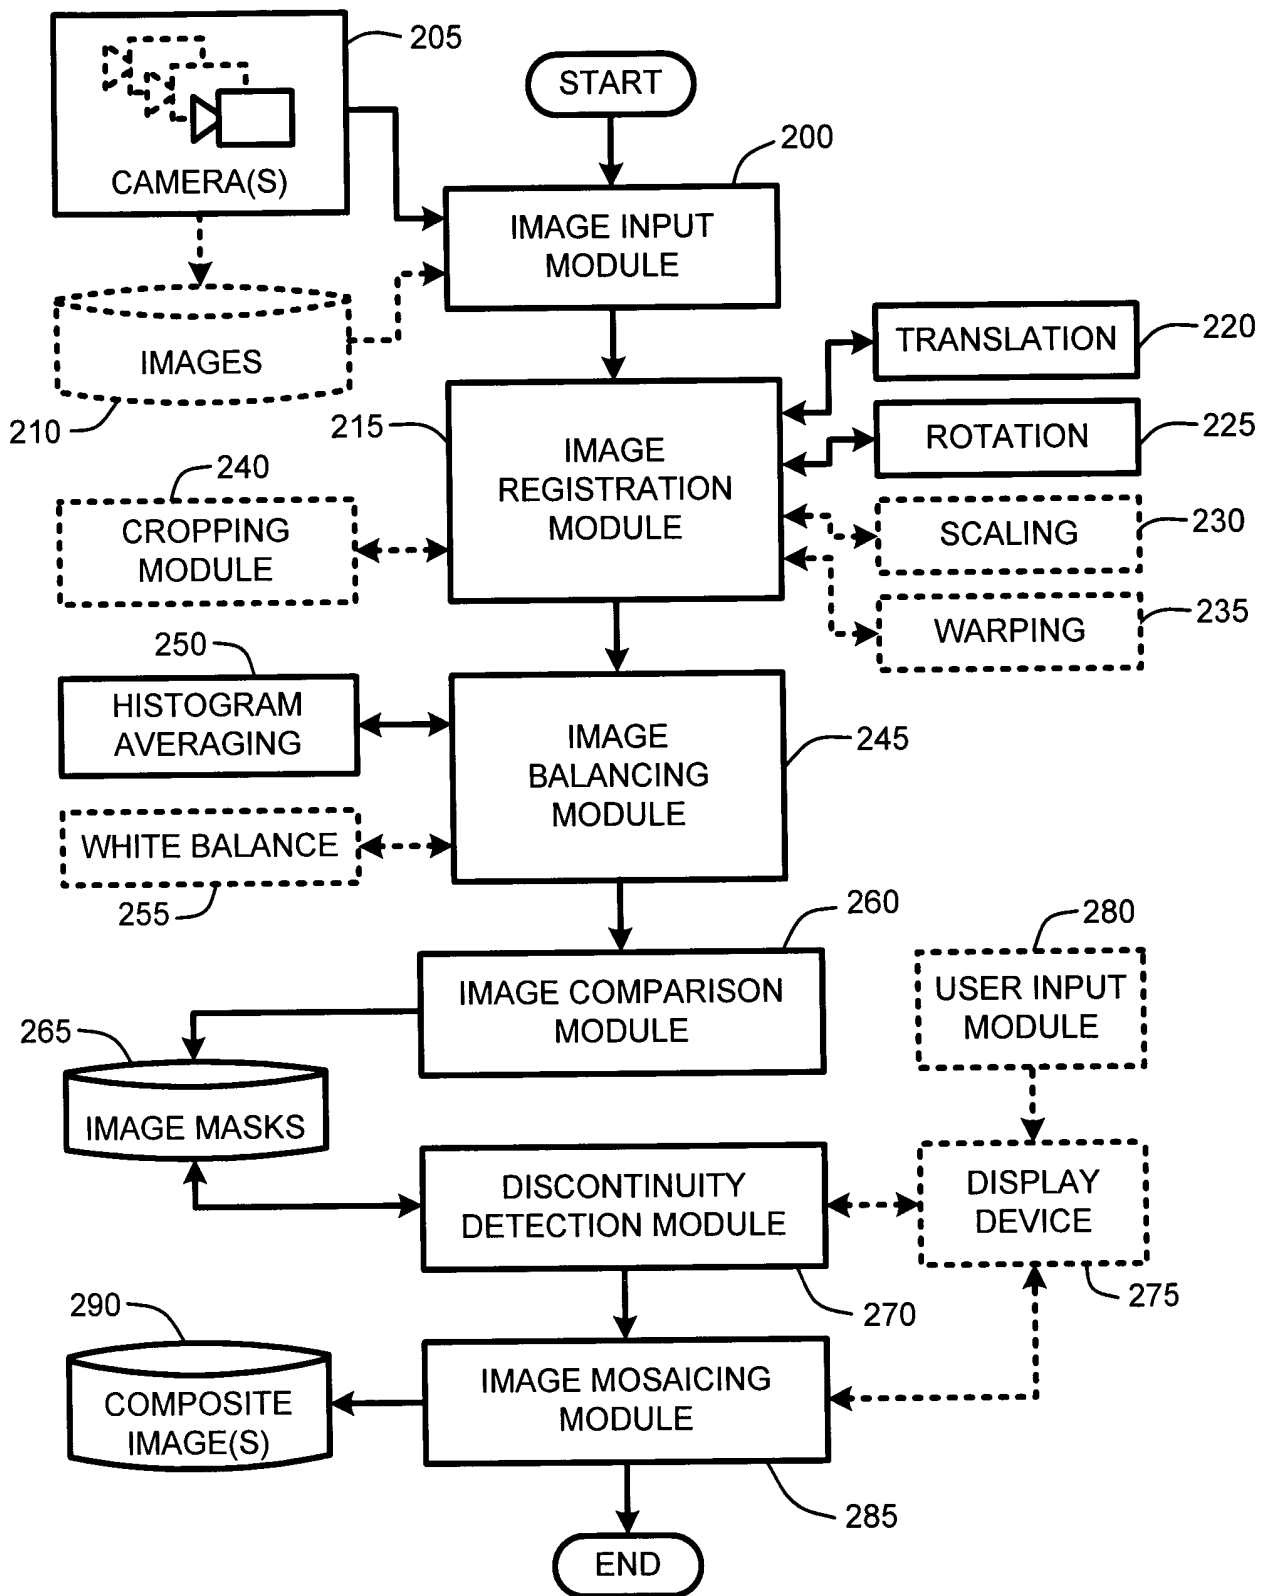 205
CAMERA(S)
START
200
IMAGE INPUT
MODULE
IMAGES
210
215
IMAGE
REGISTRATION
MODULE
TRANSLATION
220
ROTATION
225
SCALING
230
WARPING
235
240
CROPPING
MODULE
250
HISTOGRAM
AVERAGING
IMAGE
BALANCING
MODULE
245
WHITE BALANCE
255
260
IMAGE COMPARISON
MODULE
280
USER INPUT
MODULE
265
IMAGE MASKS
DISCONTINUITY
DETECTION MODULE
270
DISPLAY
DEVICE
275
290
COMPOSITE
IMAGE(S)
IMAGE MOSAICING
MODULE
285
END